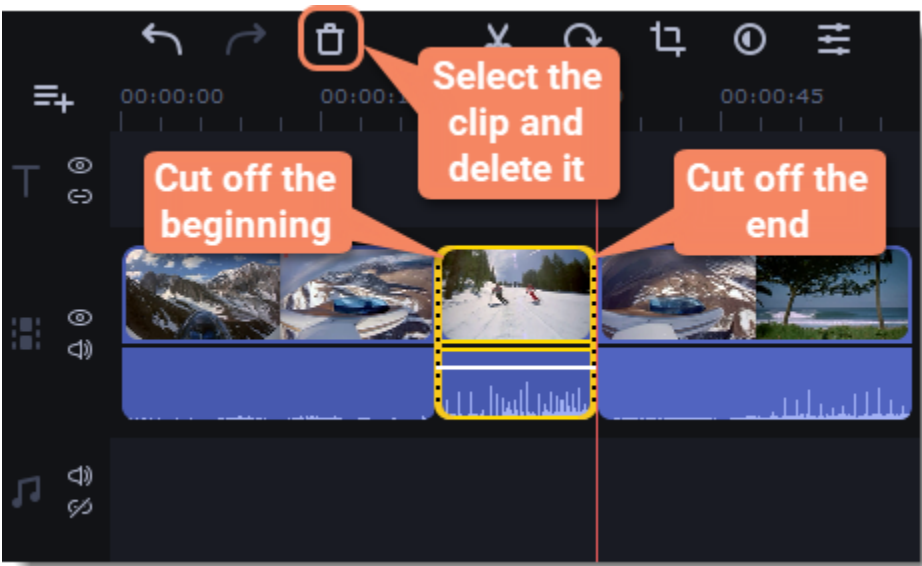 Select the
clip and
delete it
00:00:00
00:00:1
0
00:00:45
T
Cut off the
beginning
Cut off the
end